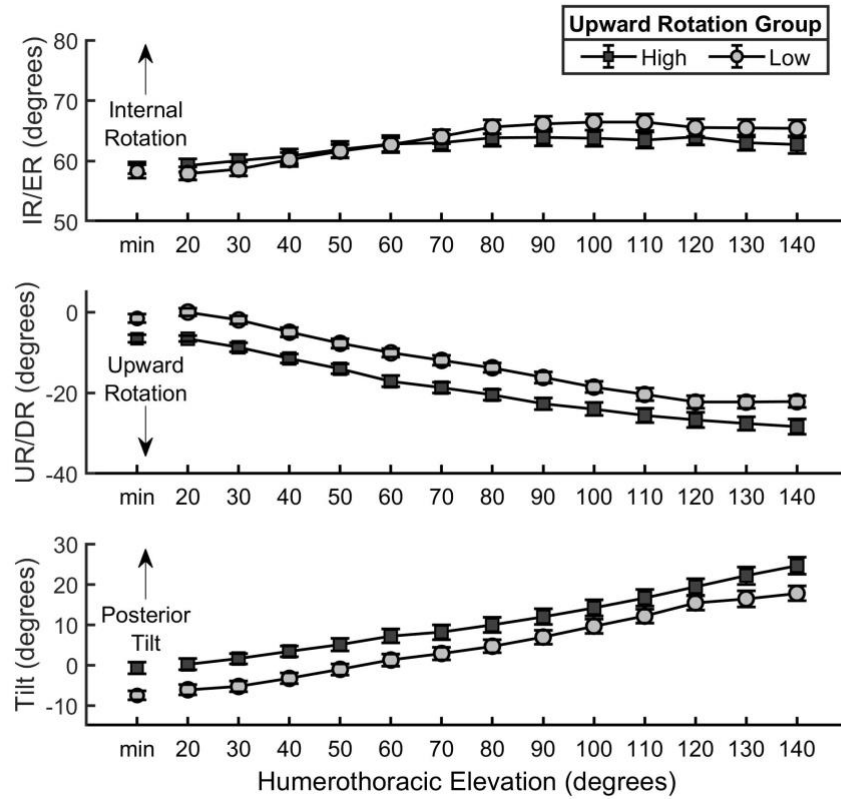 Upward Rotation Group
High Low
IR/ER (degrees)
80
70
60
50
Internal
Rotation
min 20 30 40 50 60 70 80 90 100 110 120 130 140
UR/DR (degrees)
0
-20
-40
Upward
Rotation
min 20 30 40 50 60 70 80 90 100 110 120 130 140
Tilt (degrees)
30
20
10
0
-10
Posterior
Tilt
min 20 30 40 50 60 70 80 90 100 110 120 130 140
Humerothoracic Elevation (degrees)